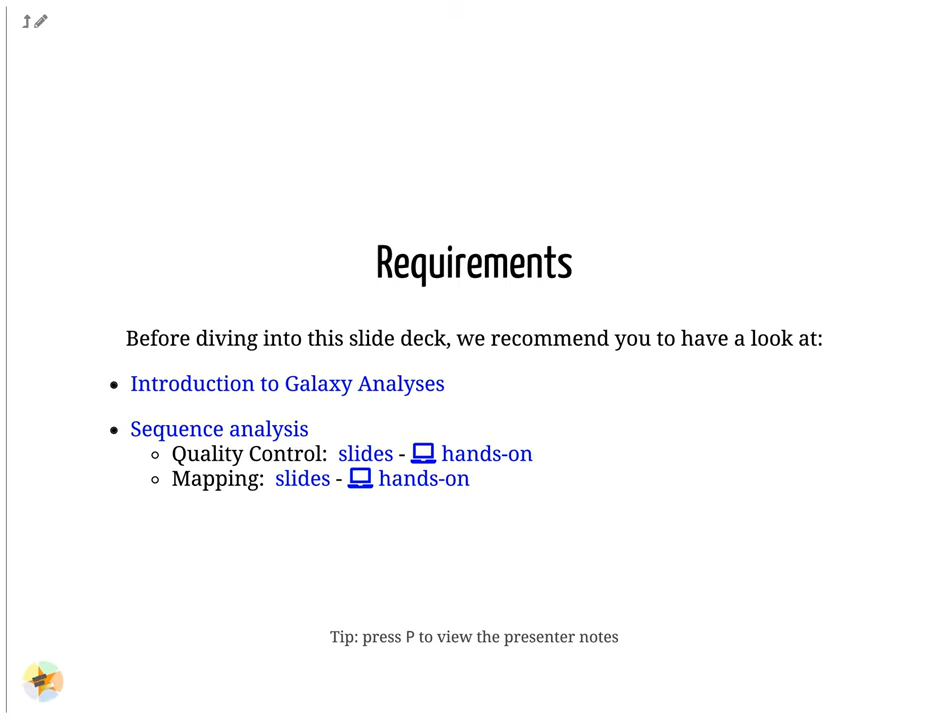 Requirements
Before diving into this slide deck, we recommend you to have a look at:
Introduction to Galaxy Analyses
Sequence analysis
Quality Control: slides - hands-on
Mapping: slides - hands-on
Tip: press P to view the presenter notes